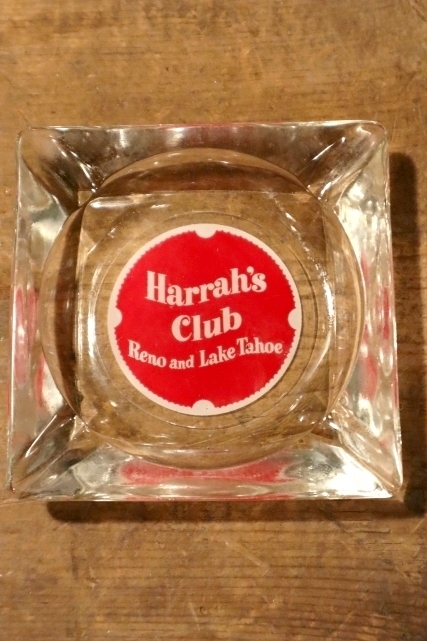 Harrah's
Club
Reno and Lake Tahoe